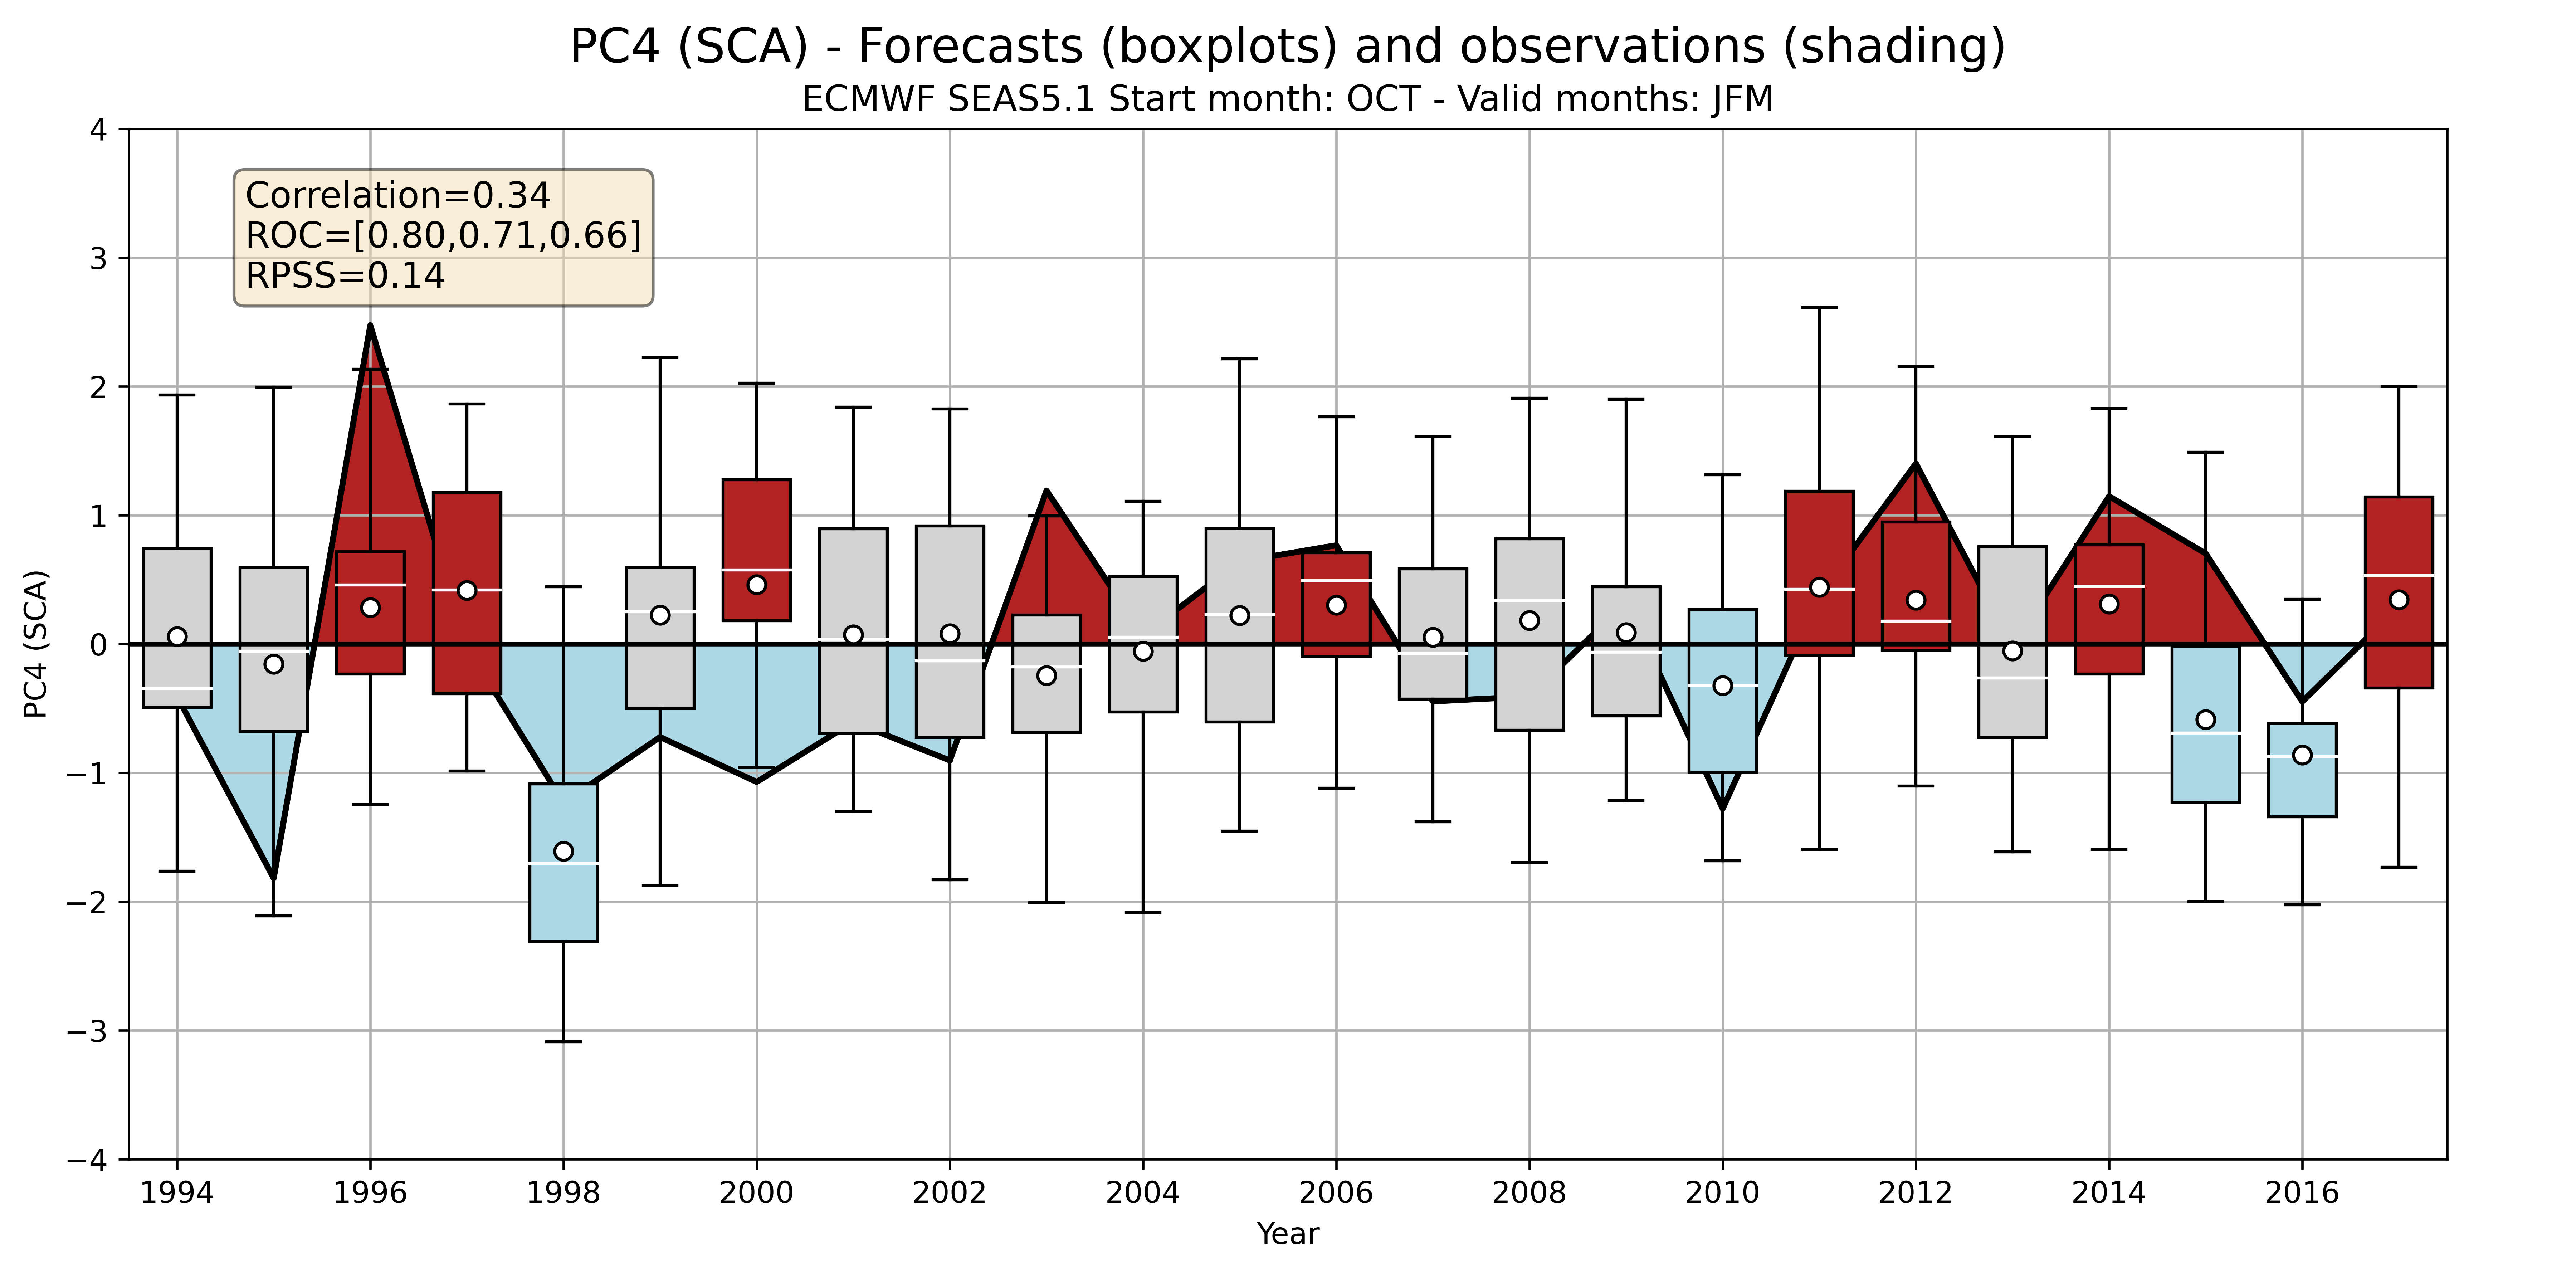 PC4 (SCA) - Forecasts (boxplots) and observations (shading)
ECMWF SEAS5.1 Start month: OCT - Valid months: JFM
Correlation=0.34
ROC=[0.80,0.71,0.66]
RPSS=0.14
PC4 (SCA)
4
3
2
1
0
−1
−2
−3
−4
1994 1996 1998 2000 2002 2004 2006 2008 2010 2012 2014 2016
Year